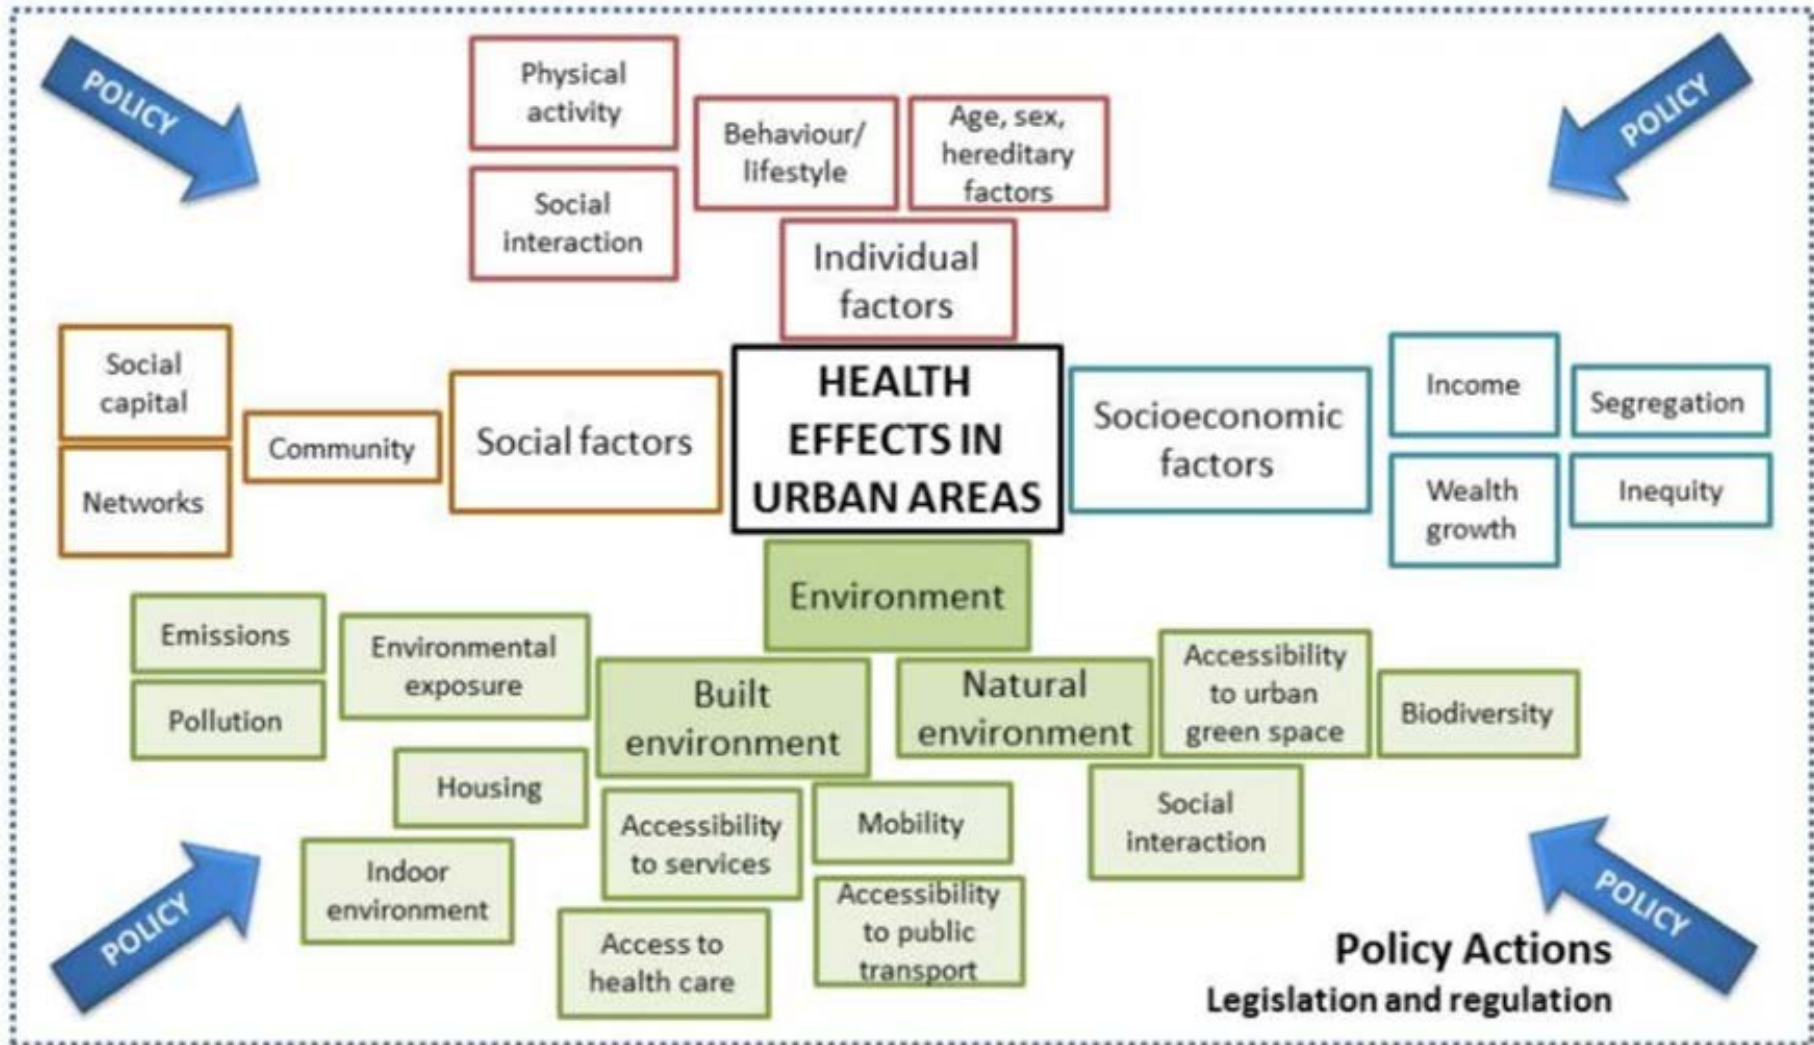 POLICY
POLICY
Physical
activity
Behaviour/
lifestyle
Age, sex,
hereditary
factors
Social
interaction
Individual
factors
Social
capital
Networks
Community
Social factors
HEALTH
EFFECTS IN
URBAN AREAS
Socioeconomic
factors
Income
Segregation
Wealth
growth
Inequity
Environment
Emissions
Pollution
Environmental
exposure
Built
environment
Natural
environment
Accessibility
to urban
green space
Biodiversity
Housing
Indoor
environment
Accessibility
to services
Mobility
Social
interaction
Access to
health care
Accessibility
to public
transport
POLICY
POLICY
Policy Actions
Legislation and regulation